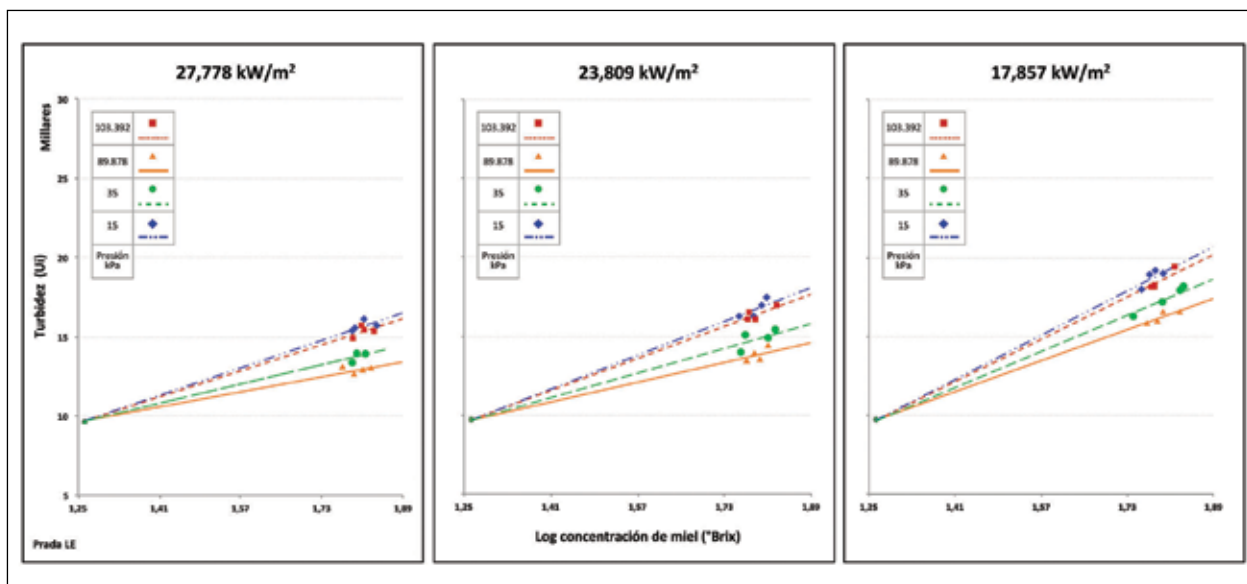 27,778 kW/m²
Millares
Turbidez (Ui)
30
25
20
15
10
5
103.392
89.878
35
15
Presión
kPa
1,25 1,41 1,57 1,73 1,89
Prada LE
23,809 kW/m²
103.392
89.878
35
15
Presión
kPa
1,25 1,41 1,57 1,73 1,89
Log concentración de miel (°Brix)
17,857 kW/m²
103.392
89.878
35
15
Presión
kPa
1,25 1,41 1,57 1,73 1,89